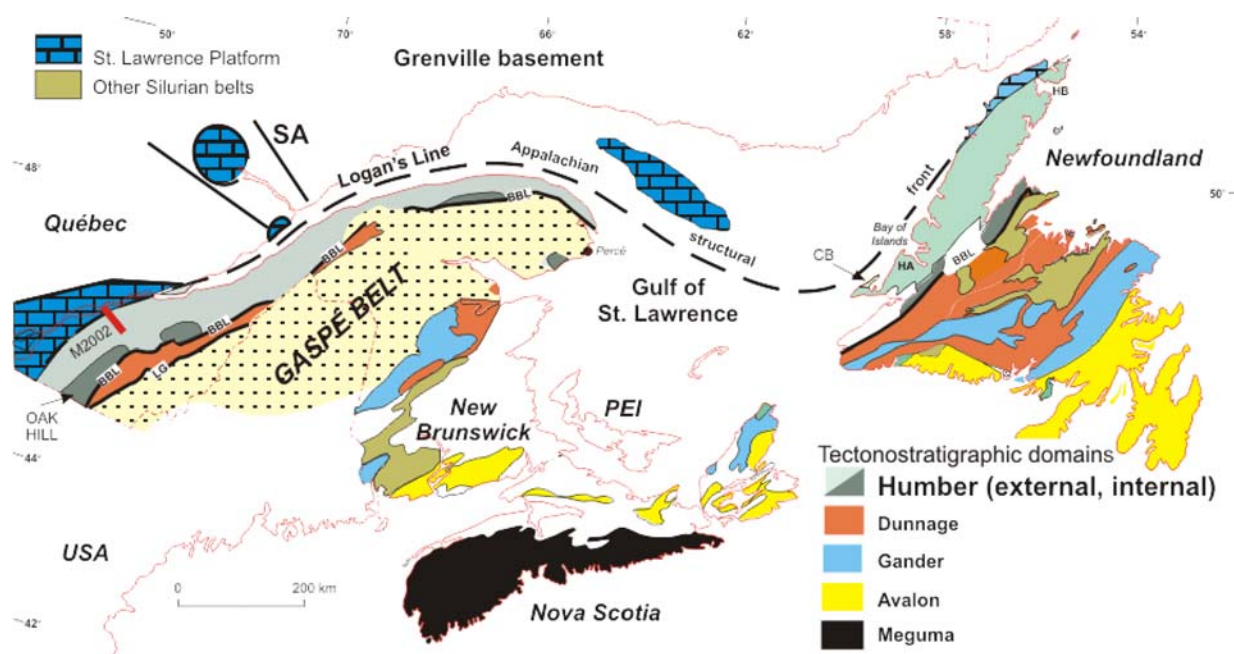 50°
70°
66°
62°
58°
54°
St. Lawrence Platform
Other Silurian belts
Grenville basement
SA
HB
Logan's Line
Appalachian
structural
front
Newfoundland
48°
50°
Québec
BBL
BBL
Percé
Bay of
Islands
BBL
HA
CB
Gulf of
St. Lawrence
M2002
BBL
BBL
LG
GASPÉ BELT
OAK
HILL
44°
New
Brunswick
PEI
Tectonostratigraphic domains
Humber (external, internal)
Dunnage
Gander
Avalon
Meguma
USA
0 200 km
Nova Scotia
42°